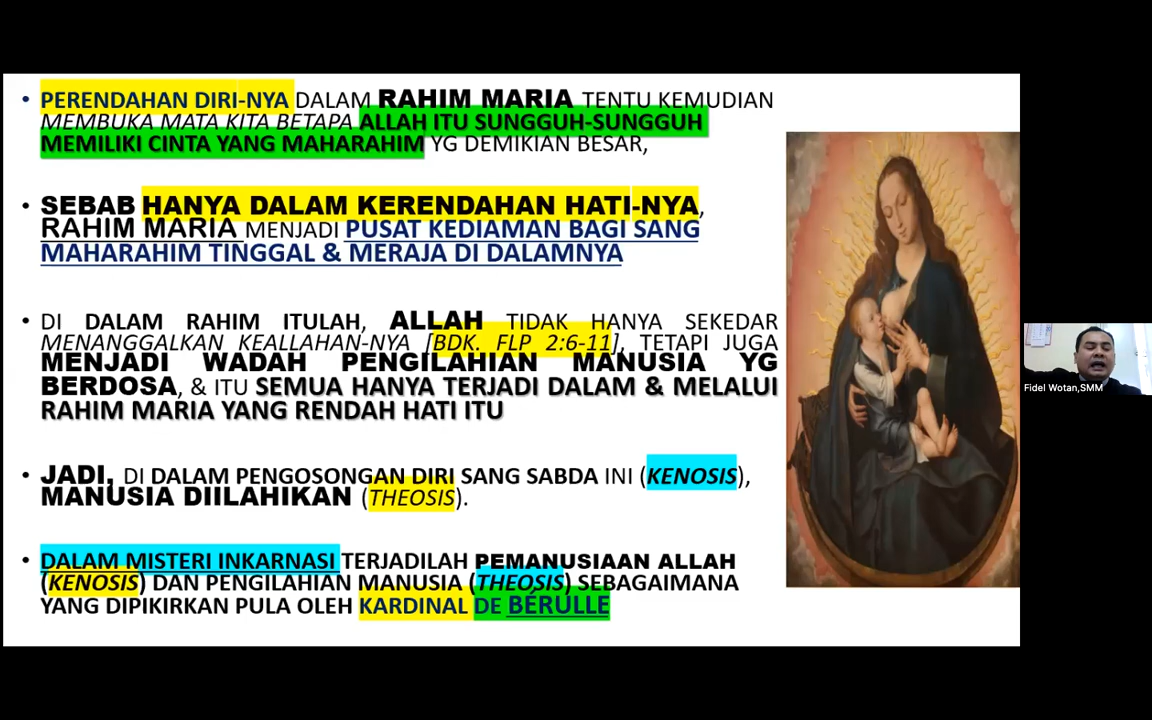 • PERENDAHAN DIRI-NYA DALAM RAHIM MARIA TENTU KEMUDIAN
MEMBUKA MATA KITA BETAPA ALLAH ITU SUNGGUH-SUNGGUH
MEMILIKI CINTA YANG MAHARAHIM YG DEMIKIAN BESAR,
• SEBAB HANYA DALAM KERENDAHAN HATI-NYA,
RAHIM MARIA MENJADI PUSAT KEDIAMAN BAGI SANG
MAHARAHIM TINGGAL & MERAJA DI DALAMNYA
• DI DALAM RAHIM ITULAH, ALLAH TIDAK HANYA SEKEDAR
MENANGGALKAN KEALLAHAN-NYA [BDK. FLP 2:6-11], TETAPI JUGA
MENJADI WADAH PENGILAHIAN MANUSIA YG
BERDOSA, & ITU SEMUA HANYA TERJADI DALAM & MELALUI
RAHIM MARIA YANG RENDAH HATI ITU
• JADI, DI DALAM PENGOSONGAN DIRI SANG SABDA INI (KENOSIS),
MANUSIA DIILAHIKAN (THEOSIS).
• DALAM MISTERI INKARNASI TERJADILAH PEMANUSIAAN ALLAH
(KENOSIS) DAN PENGILAHIAN MANUSIA (THEOSIS) SEBAGAIMANA
YANG DIPIKIRKAN PULA OLEH KARDINAL DE BÉRULLE
Fidel Wotan,SMM